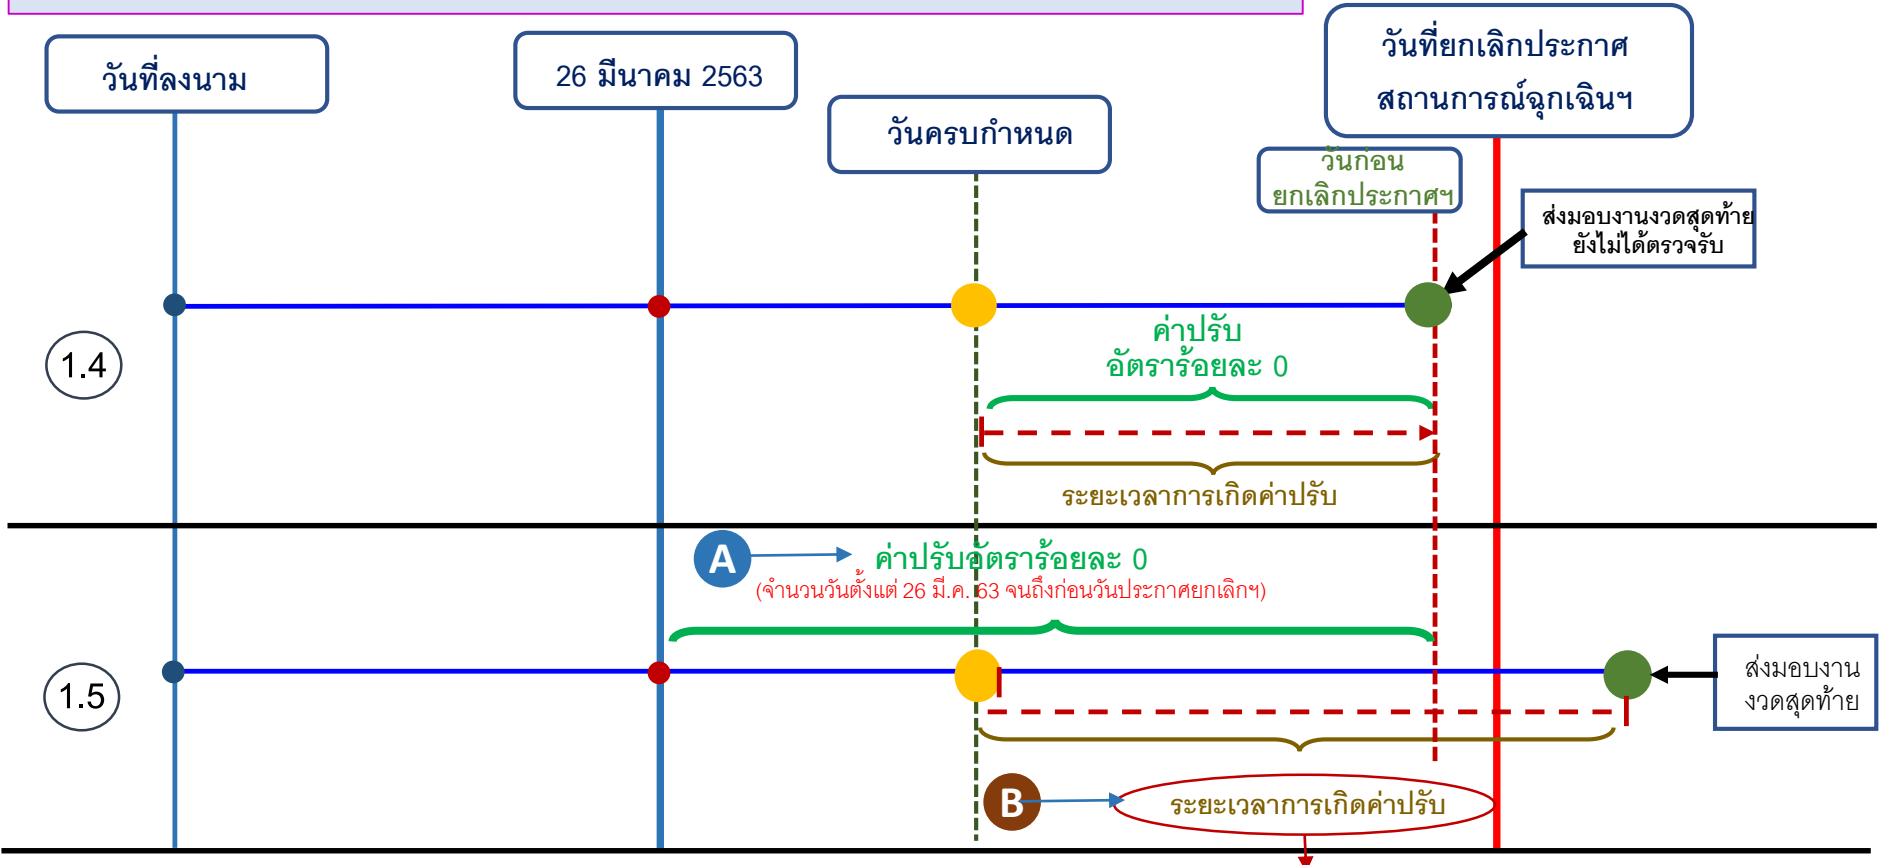 วันที่ลงนาม
26 มีนาคม 2563
วันครบกำหนด
วันที่ยกเลิกประกาศ
สถานการณ์ฉุกเฉินฯ
วันก่อน
ยกเลิกประกาศฯ
ส่งมอบงานงวดสุดท้าย
ยังไม่ได้ตรวจรับ
1.4
ค่าปรับ
อัตราร้อยละ 0
ระยะเวลาการเกิดค่าปรับ
A
ค่าปรับอัตราร้อยละ 0
(จำนวนวันตั้งแต่ 26 มี.ค. 63 จนถึงก่อนวันประกาศยกเลิกฯ)
1.5
ส่งมอบงาน
งวดสุดท้าย
B
ระยะเวลาการเกิดค่าปรับ